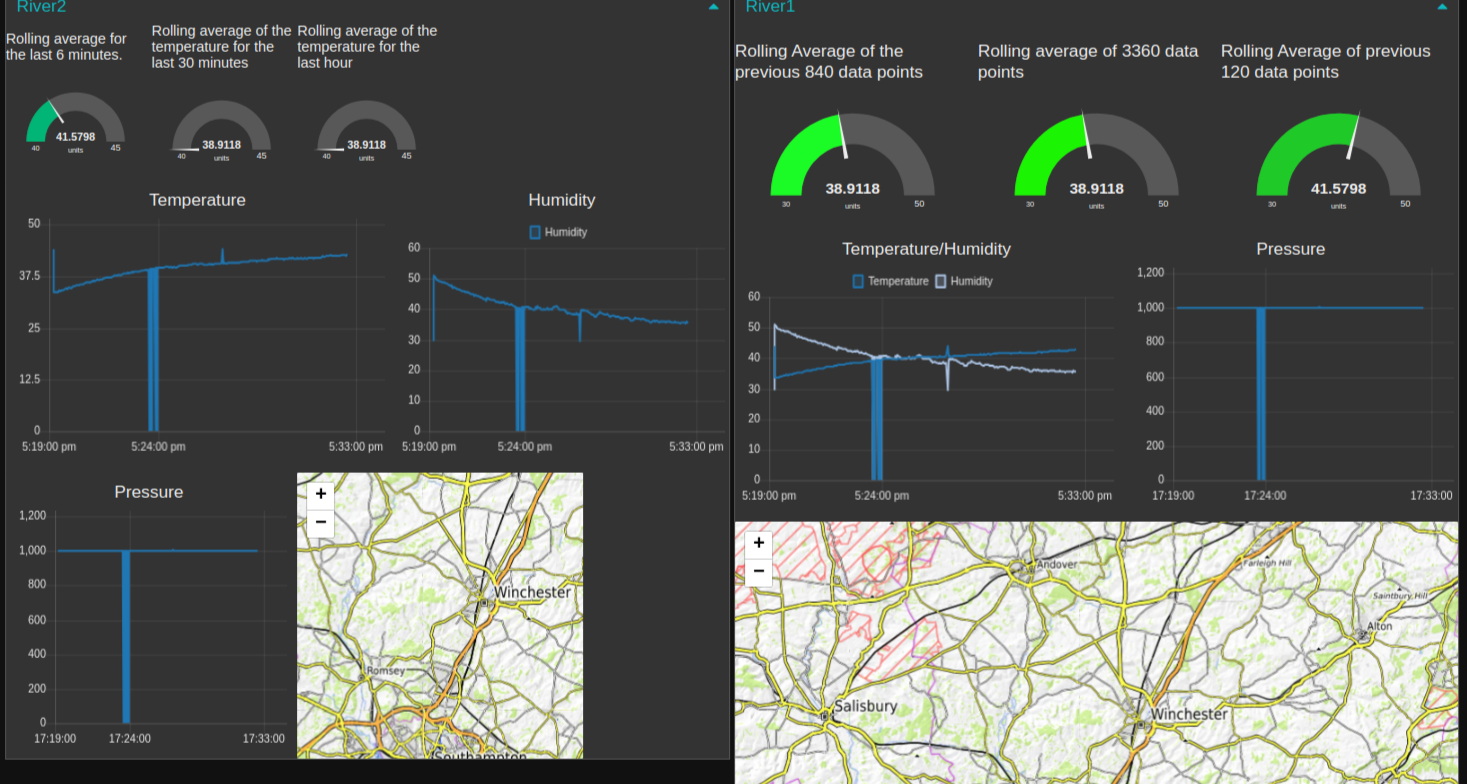 River2
Rolling average for
the last 6 minutes.
Rolling average of the
temperature for the
last 30 minutes
Rolling average of the
temperature for the
last hour
41.5798
40
units
45
38.9118
40
units
45
38.9118
40
units
45
Temperature
50
37.5
25
12.5
0
5:19:00 pm
5:24:00 pm
5:33:00 pm
Humidity
Humidity
60
50
40
30
20
10
0
5:19:00 pm
5:24:00 pm
5:33:00 pm
Pressure
1,200
1,000
800
600
400
200
0
17:19:00
17:24:00
17:33:00
+
−
Winchester
Romsey
Southampton
River1
Rolling Average of the
previous 840 data points
Rolling average of 3360 data
points
Rolling Average of previous
120 data points
38.9118
30
units
50
38.9118
30
units
50
41.5798
30
units
50
Temperature/Humidity
Temperature
Humidity
60
50
40
30
20
10
0
5:19:00 pm
5:24:00 pm
5:33:00 pm
Pressure
1,200
1,000
800
600
400
200
0
17:19:00
17:24:00
17:33:00
+
−
Andover
Farleigh Hill
Saintbury Hill
Alton
Salisbury
Winchester